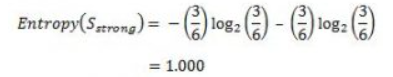 Entropy(S_strong) = − (3/6) log₂ (3/6) − (3/6) log₂ (3/6)
= 1.000